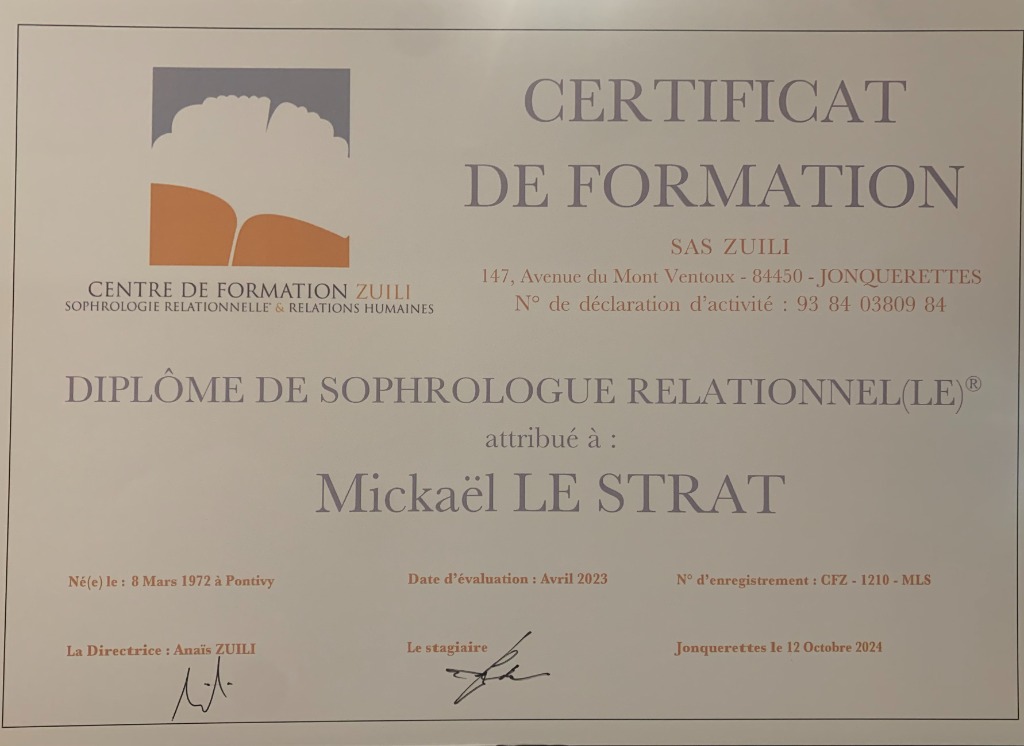 CERTIFICAT
DE FORMATION
SAS ZUILI
147, Avenue du Mont Ventoux - 84450 - JONQUERETTES
N° de déclaration d'activité : 93 84 03809 84
CENTRE DE FORMATION ZUILI
SOPHROLOGIE RELATIONNELLE® & RELATIONS HUMAINES
DIPLÔME DE SOPHROLOGUE RELATIONNEL(LE)®
attribué à :
Mickaël LE STRAT
Né(e) le : 8 Mars 1972 à Pontivy
Date d'évaluation : Avril 2023
N° d'enregistrement : CFZ - 1210 - MLS
La Directrice : Anaïs ZUILI
Le stagiaire
Jonquerettes le 12 Octobre 2024